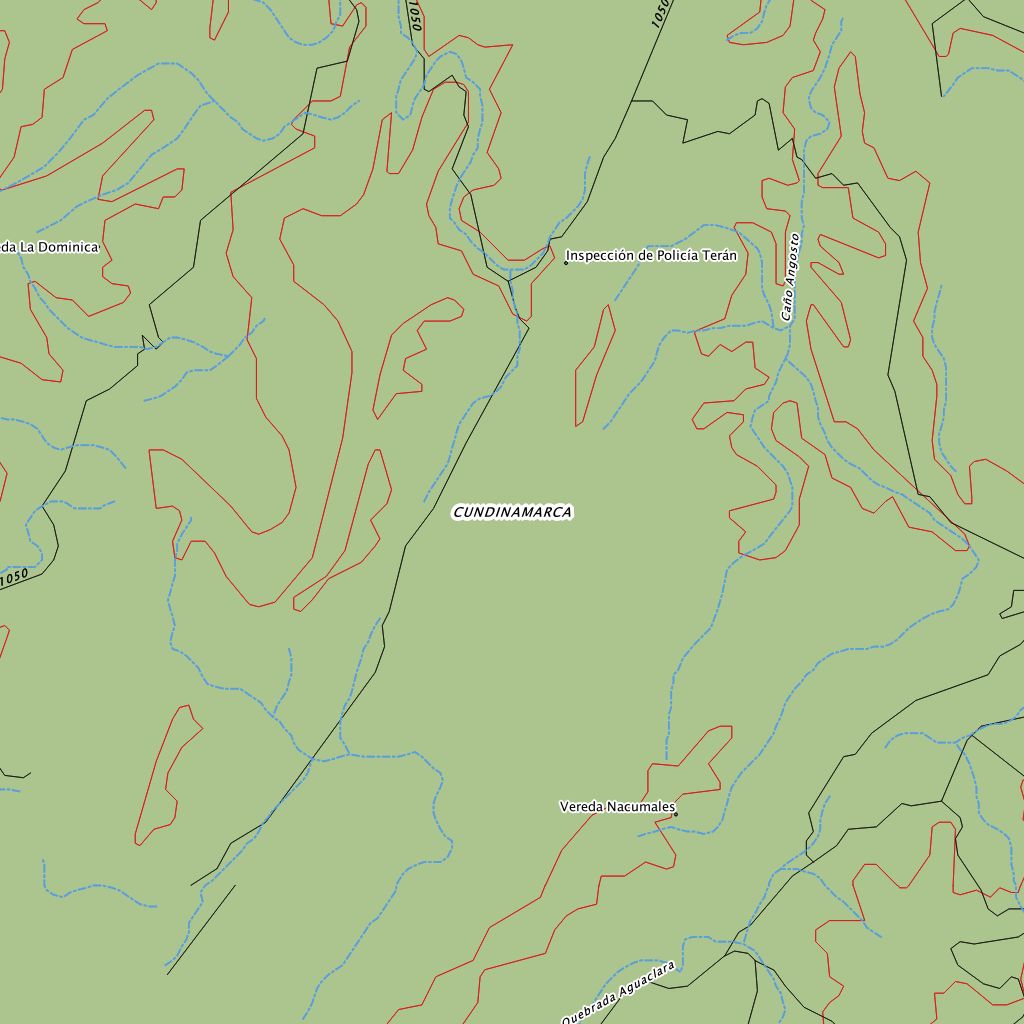 1050
1050
da La Dominica
Inspección de Policía Terán
Caño Angosto
CUNDINAMARCA
1050
Vereda Nacumales
Quebrada Aguaclara